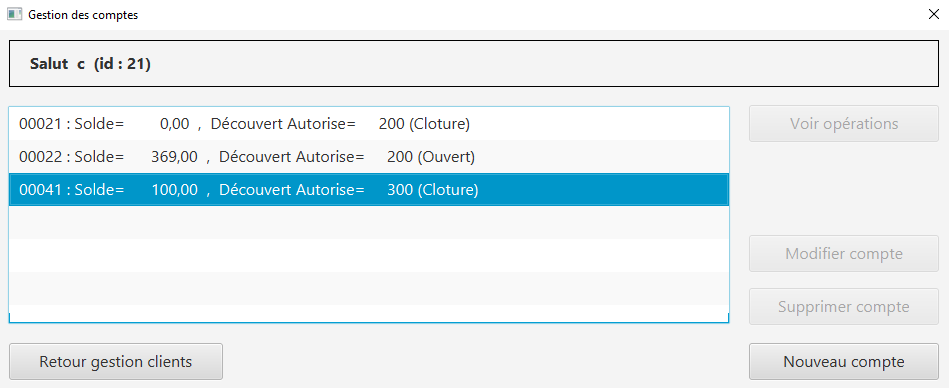 Gestion des comptes
Salut c (id : 21)
00021 : Solde= 0,00 , Découvert Autorise= 200 (Cloture)
00022 : Solde= 369,00 , Découvert Autorise= 200 (Ouvert)
00041 : Solde= 100,00 , Découvert Autorise= 300 (Cloture)
Voir opérations
Modifier compte
Supprimer compte
Retour gestion clients
Nouveau compte